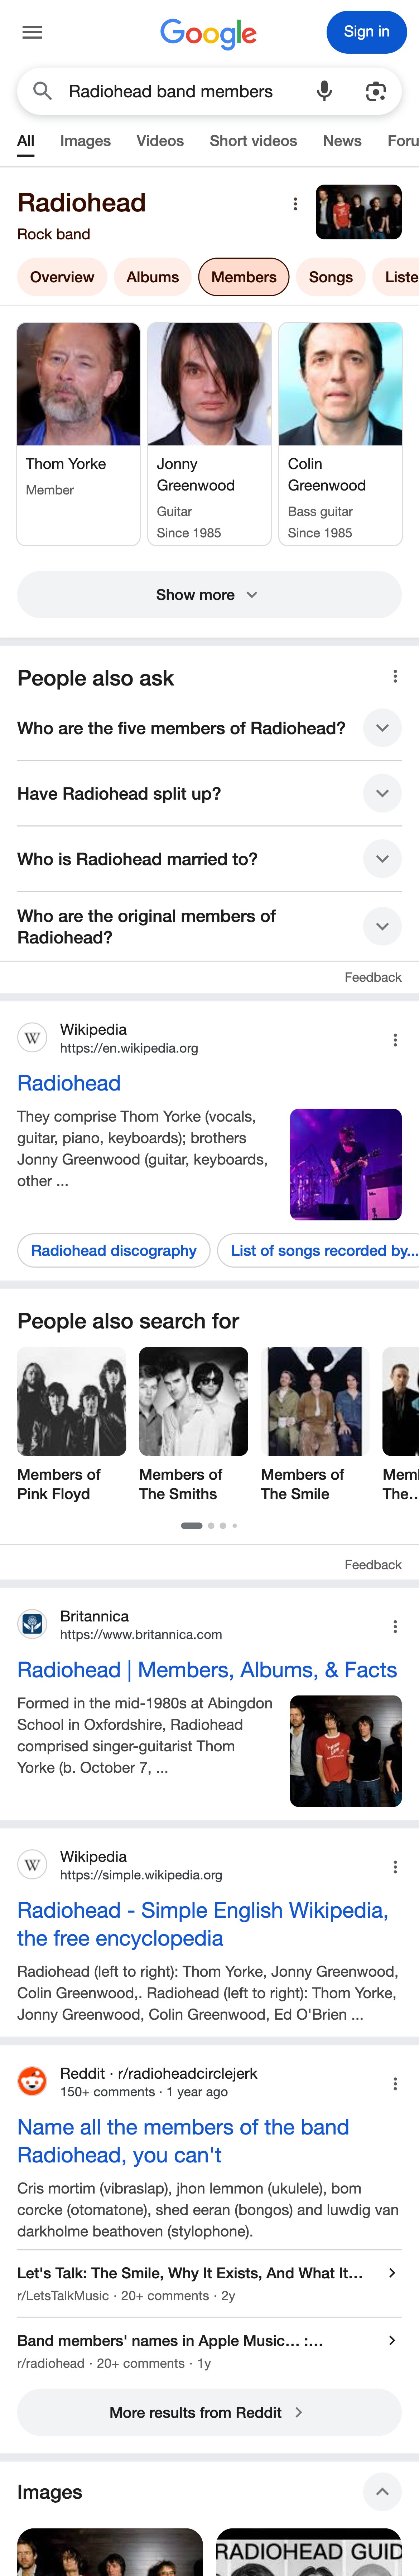 Google
Sign in
Radiohead band members
All Images Videos Short videos News Foru
Radiohead
Rock band
Overview Albums Members Songs Liste
Thom Yorke
Member
Jonny
Greenwood
Guitar
Since 1985
Colin
Greenwood
Bass guitar
Since 1985
Show more
People also ask
Who are the five members of Radiohead?
Have Radiohead split up?
Who is Radiohead married to?
Who are the original members of
Radiohead?
Feedback
W
Wikipedia
https://en.wikipedia.org
Radiohead
They comprise Thom Yorke (vocals,
guitar, piano, keyboards); brothers
Jonny Greenwood (guitar, keyboards,
other ...
Radiohead discography List of songs recorded by...
People also search for
Members of
Pink Floyd
Members of
The Smiths
Members of
The Smile
Mem
The..
Feedback
Britannica
https://www.britannica.com
Radiohead | Members, Albums, & Facts
Formed in the mid-1980s at Abingdon
School in Oxfordshire, Radiohead
comprised singer-guitarist Thom
Yorke (b. October 7, ...
W
Wikipedia
https://simple.wikipedia.org
Radiohead - Simple English Wikipedia,
the free encyclopedia
Radiohead (left to right): Thom Yorke, Jonny Greenwood,
Colin Greenwood,. Radiohead (left to right): Thom Yorke,
Jonny Greenwood, Colin Greenwood, Ed O'Brien ...
Reddit · r/radioheadcirclejerk
150+ comments · 1 year ago
Name all the members of the band
Radiohead, you can't
Cris mortim (vibraslap), jhon lemmon (ukulele), bom
corcke (otomatone), shed eeran (bongos) and luwdig van
darkholme beathoven (stylophone).
Let's Talk: The Smile, Why It Exists, And What It...
r/LetsTalkMusic · 20+ comments · 2y
Band members' names in Apple Music... :...
r/radiohead · 20+ comments · 1y
More results from Reddit
Images
RADIOHEAD GUID